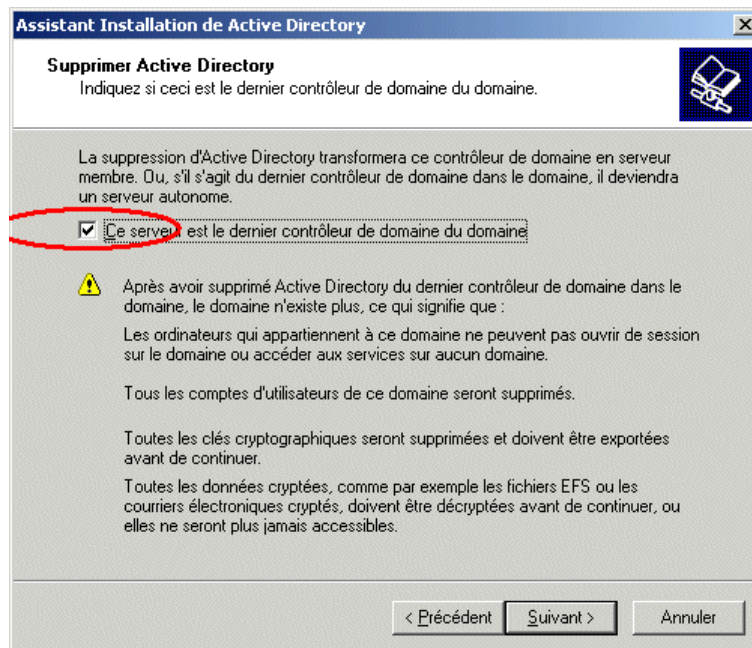 Assistant Installation de Active Directory
Supprimer Active Directory
Indiquez si ceci est le dernier contrôleur de domaine du domaine.
La suppression d'Active Directory transformera ce contrôleur de domaine en serveur
membre. Ou, s'il s'agit du dernier contrôleur de domaine dans le domaine, il deviendra
un serveur autonome.
Ce serveur est le dernier contrôleur de domaine du domaine
Après avoir supprimé Active Directory du dernier contrôleur de domaine dans le
domaine, le domaine n'existe plus, ce qui signifie que :
Les ordinateurs qui appartiennent à ce domaine ne peuvent pas ouvrir de session
sur le domaine ou accéder aux services sur aucun domaine.
Tous les comptes d'utilisateurs de ce domaine seront supprimés.
Toutes les clés cryptographiques seront supprimées et doivent être exportées
avant de continuer.
Toutes les données cryptées, comme par exemple les fichiers EFS ou les
courriers électroniques cryptés, doivent être décryptées avant de continuer, ou
elles ne seront plus jamais accessibles.
< Précédent Suivant > Annuler